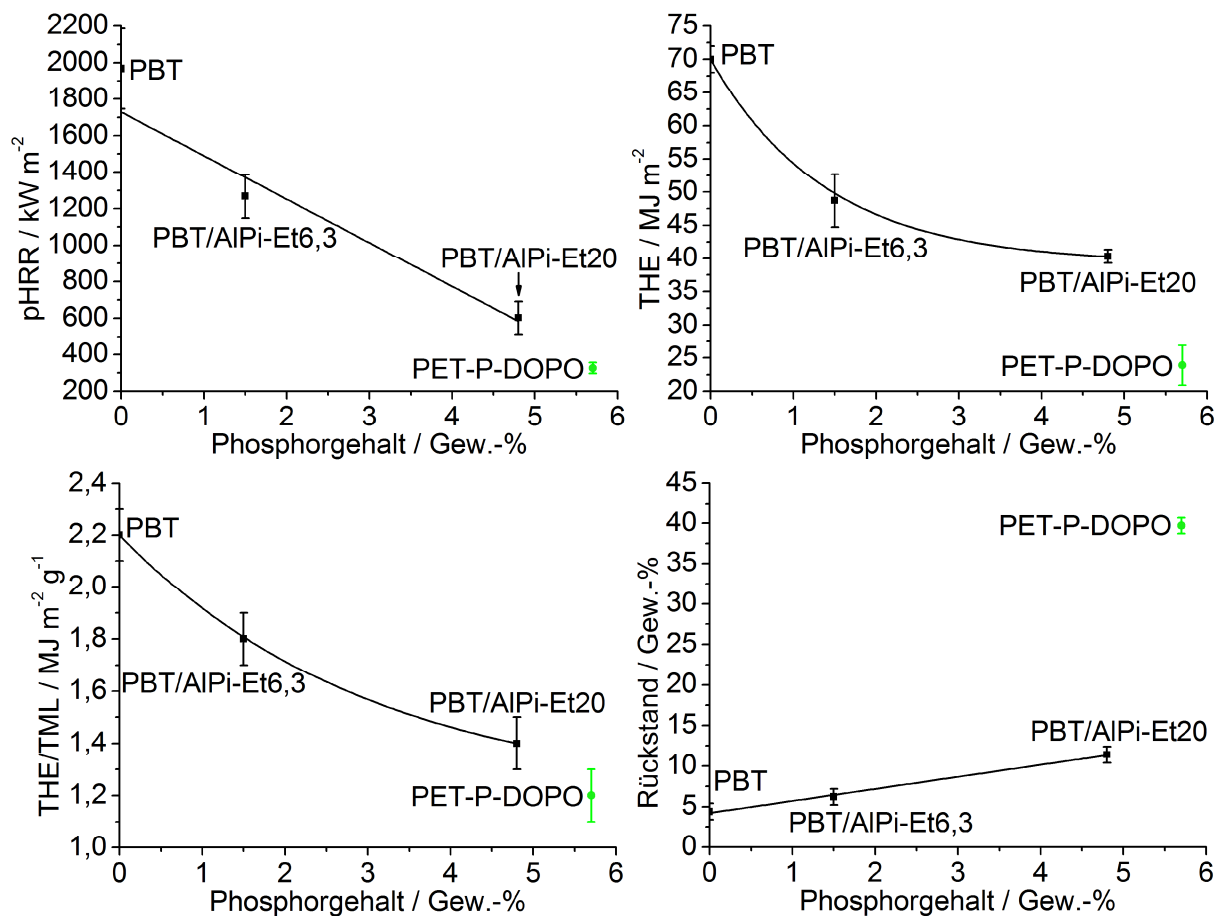 2200
2000
1800
1600
1400
1200
1000
800
600
400
200
pHRR / kW m⁻²
PBT
PBT/AlPi-Et6,3
PBT/AlPi-Et20
PET-P-DOPO
0 1 2 3 4 5 6
Phosphorgehalt / Gew.-%
75
70
65
60
55
50
45
40
35
30
25
20
THE / MJ m⁻²
PBT
PBT/AlPi-Et6,3
PBT/AlPi-Et20
PET-P-DOPO
0 1 2 3 4 5 6
Phosphorgehalt / Gew.-%
2,4
2,2
2,0
1,8
1,6
1,4
1,2
1,0
THE/TML / MJ m⁻² g⁻¹
PBT
PBT/AlPi-Et6,3
PBT/AlPi-Et20
PET-P-DOPO
0 1 2 3 4 5 6
Phosphorgehalt / Gew.-%
45
40
35
30
25
20
15
10
5
0
Rückstand / Gew.-%
PET-P-DOPO
PBT/AlPi-Et20
PBT
PBT/AlPi-Et6,3
0 1 2 3 4 5 6
Phosphorgehalt / Gew.-%